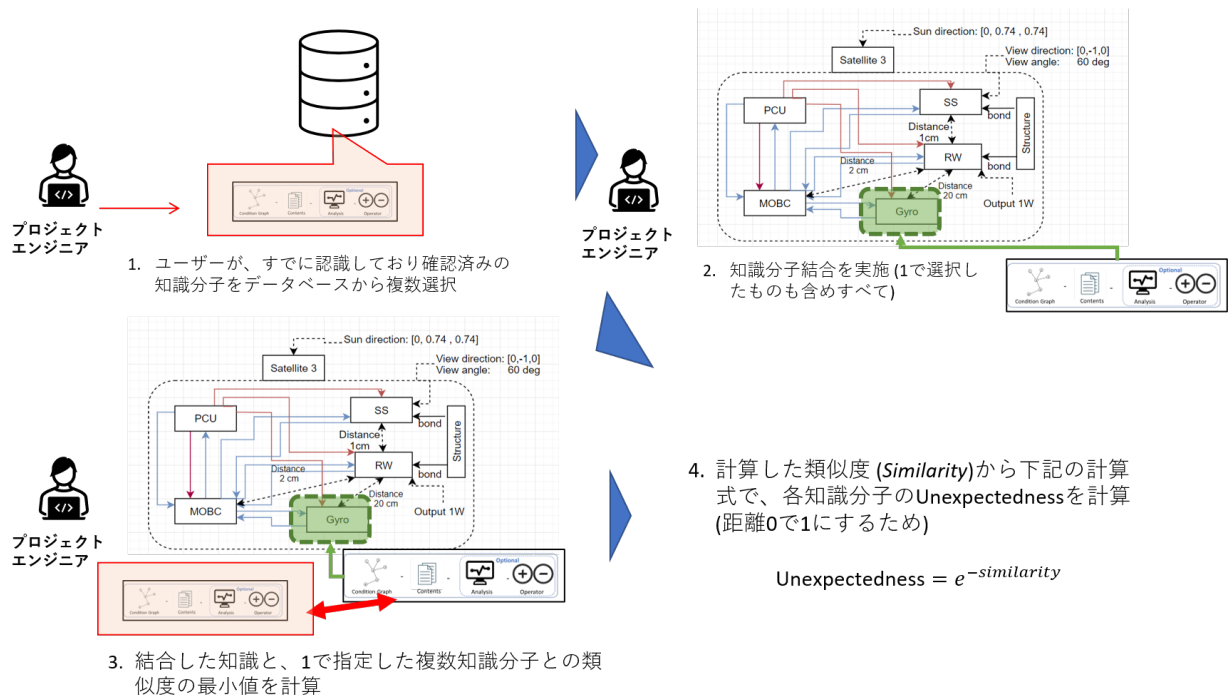 プロジェクト
エンジニア
Condition Graph
Contents
Optional
Analysis
Operator
1. ユーザーが、すでに認識しており確認済みの
知識分子をデータベースから複数選択
プロジェクト
エンジニア
Sun direction: [0, 0.74 , 0.74]
Satellite 3
View direction: [0,-1,0]
View angle: 60 deg
PCU
SS
bond
Structure
Distance
1cm
RW
bond
Distance
2 cm
Distance
20 cm
MOBC
Gyro
Output 1W
2. 知識分子結合を実施 (1で選択し
たものも含めすべて)
Condition Graph
Contents
Optional
Analysis
Operator
プロジェクト
エンジニア
Sun direction: [0, 0.74 , 0.74]
Satellite 3
View direction: [0,-1,0]
View angle: 60 deg
PCU
SS
bond
Structure
Distance
1cm
RW
bond
Distance
2 cm
Distance
20 cm
MOBC
Gyro
Output 1W
Condition Graph
Contents
Optional
Analysis
Operator
Condition Graph
Contents
Optional
Analysis
Operator
3. 結合した知識と、1で指定した複数知識分子との類
似度の最小値を計算
4. 計算した類似度 (Similarity)から下記の計算
式で、各知識分子のUnexpectednessを計算
(距離0で1にするため)
Unexpectedness = e^{-similarity}